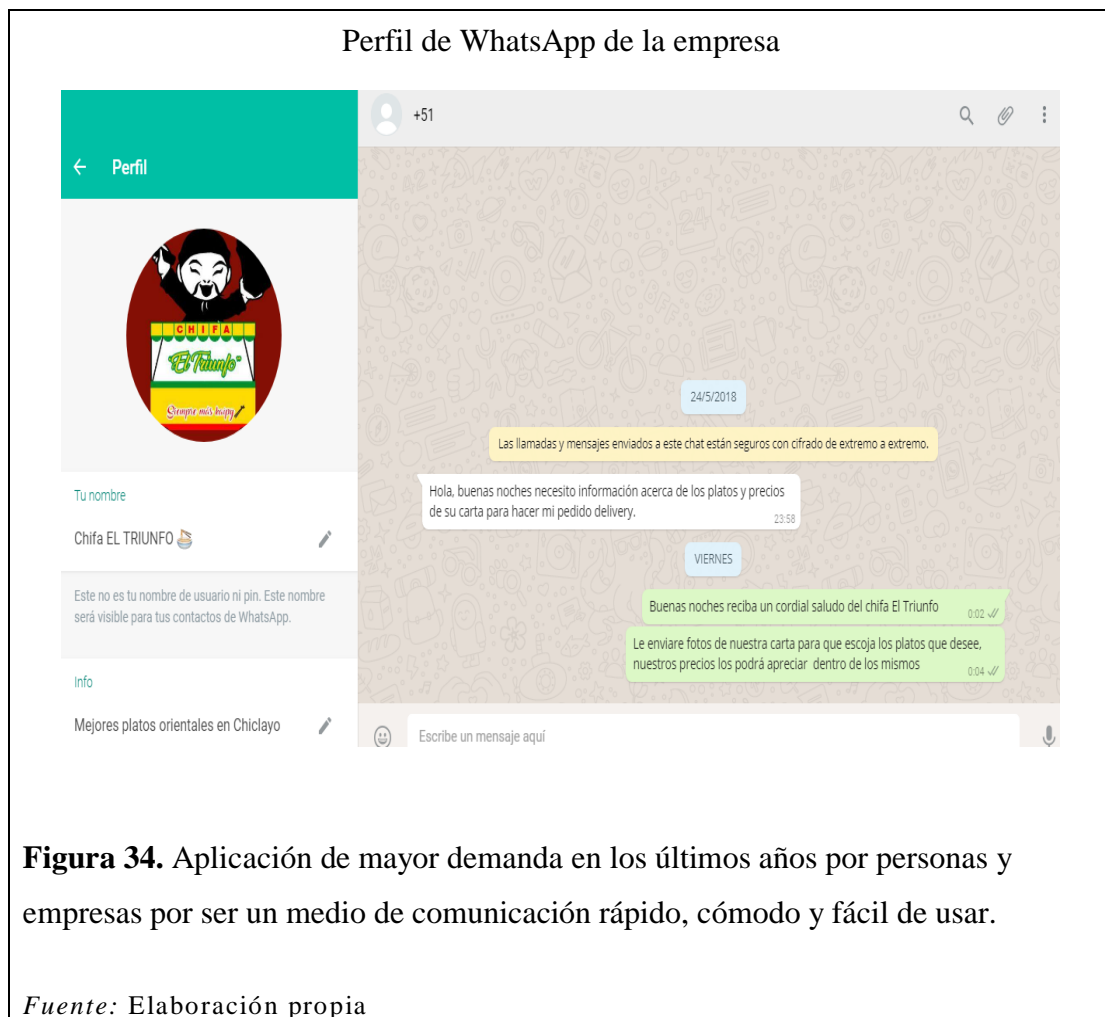 Perfil de WhatsApp de la empresa
Perfil
CHIFA
"El Triunfo"
Siempre más happy
Tu nombre
Chifa EL TRIUNFO 🍜
Este no es tu nombre de usuario ni pin. Este nombre
será visible para tus contactos de WhatsApp.
Info
Mejores platos orientales en Chiclayo
+51
24/5/2018
Las llamadas y mensajes enviados a este chat están seguros con cifrado de extremo a extremo.
Hola, buenas noches necesito información acerca de los platos y precios
de su carta para hacer mi pedido delivery.
23:58
VIERNES
Buenas noches reciba un cordial saludo del chifa El Triunfo 0:02
Le enviare fotos de nuestra carta para que escoja los platos que desee,
nuestros precios los podrá apreciar dentro de los mismos 0:04
Escribe un mensaje aquí
Figura 34. Aplicación de mayor demanda en los últimos años por personas y
empresas por ser un medio de comunicación rápido, cómodo y fácil de usar.
Fuente: Elaboración propia